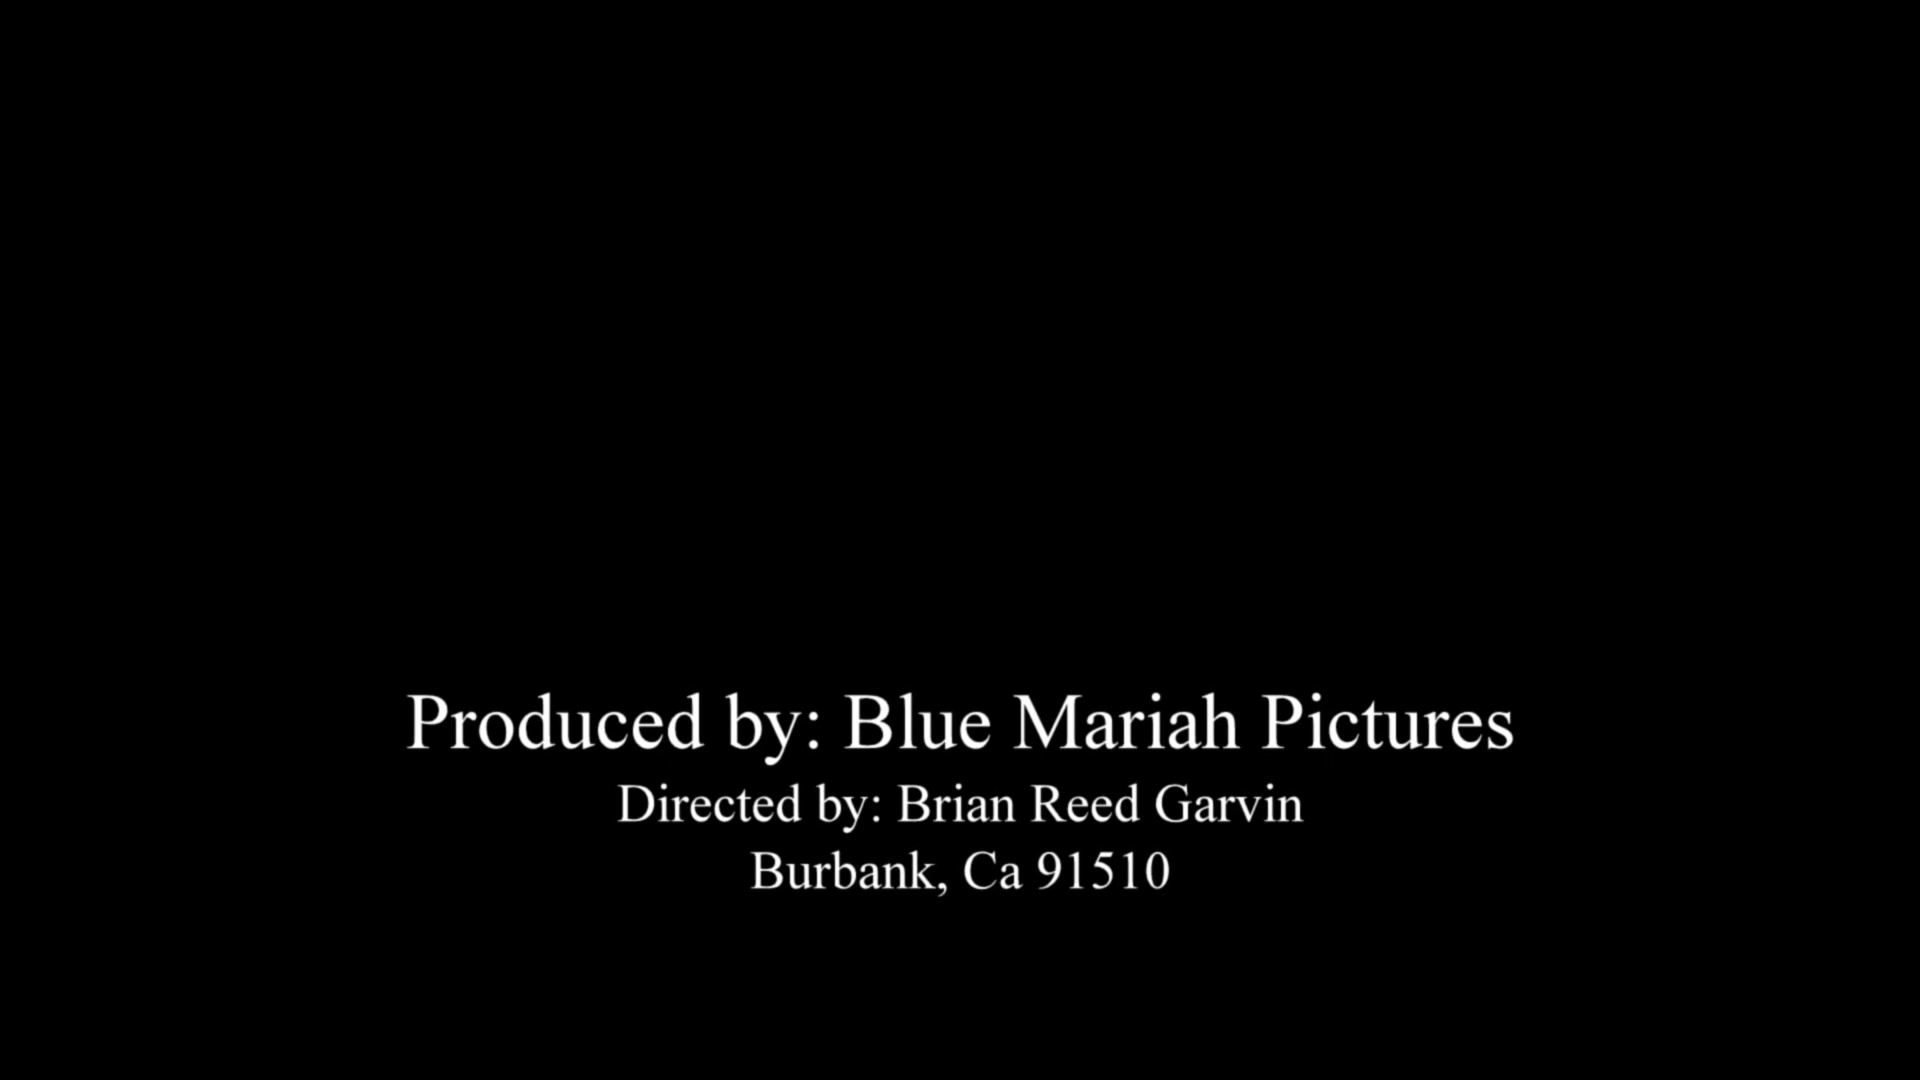 Produced by: Blue Mariah Pictures
Directed by: Brian Reed Garvin
Burbank, Ca 91510